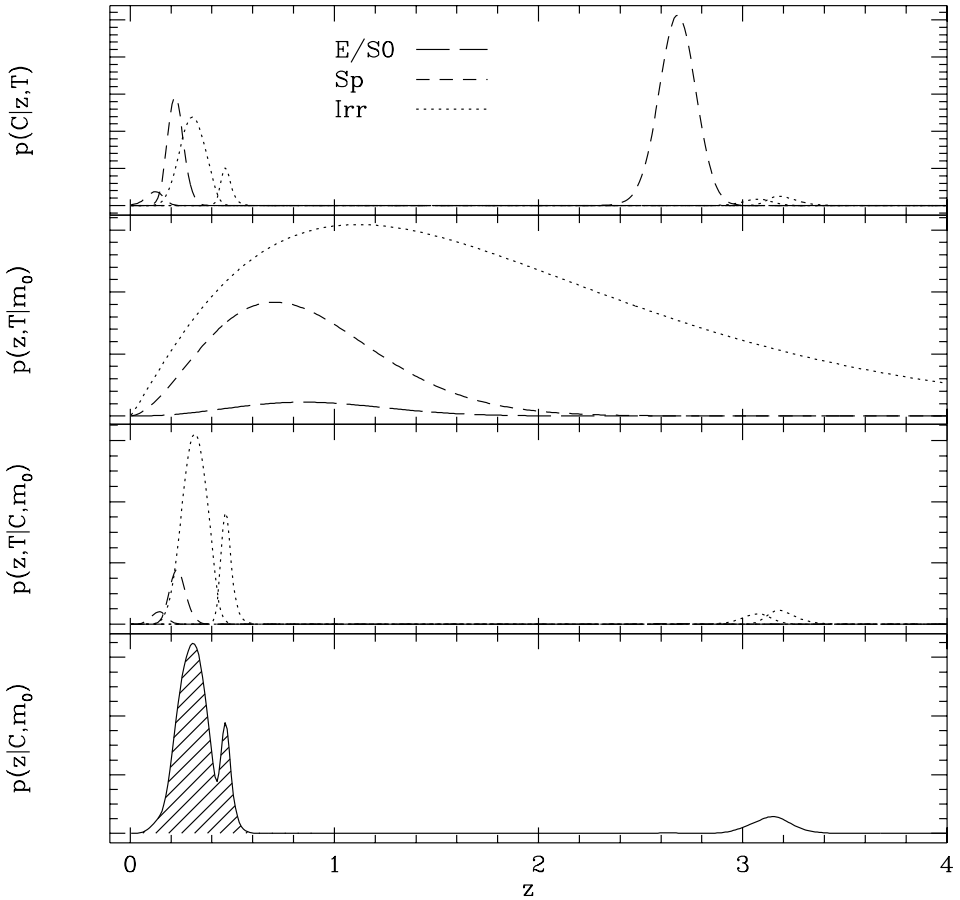 p(C|z,T)
E/S0
Sp
Irr
p(z,T|m₀)
p(z,T|C,m₀)
p(z|C,m₀)
0 1 2 3 4
z